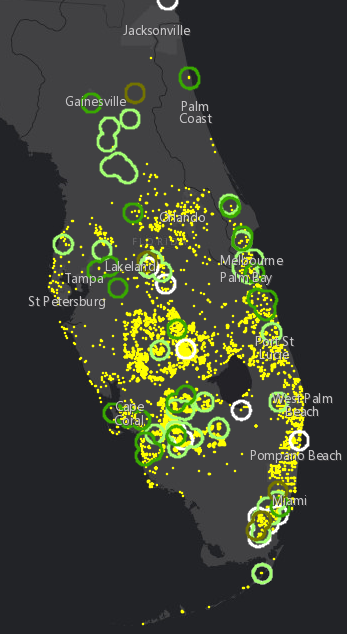 Jacksonville
Gainesville
Palm
Coast
Orlando
FLORIDA
Melbourne
Lakeland
Tampa
Palm Bay
St Petersburg
Port St
Lucie
West Palm
Beach
Cape
Coral
Pompano Beach
Miami